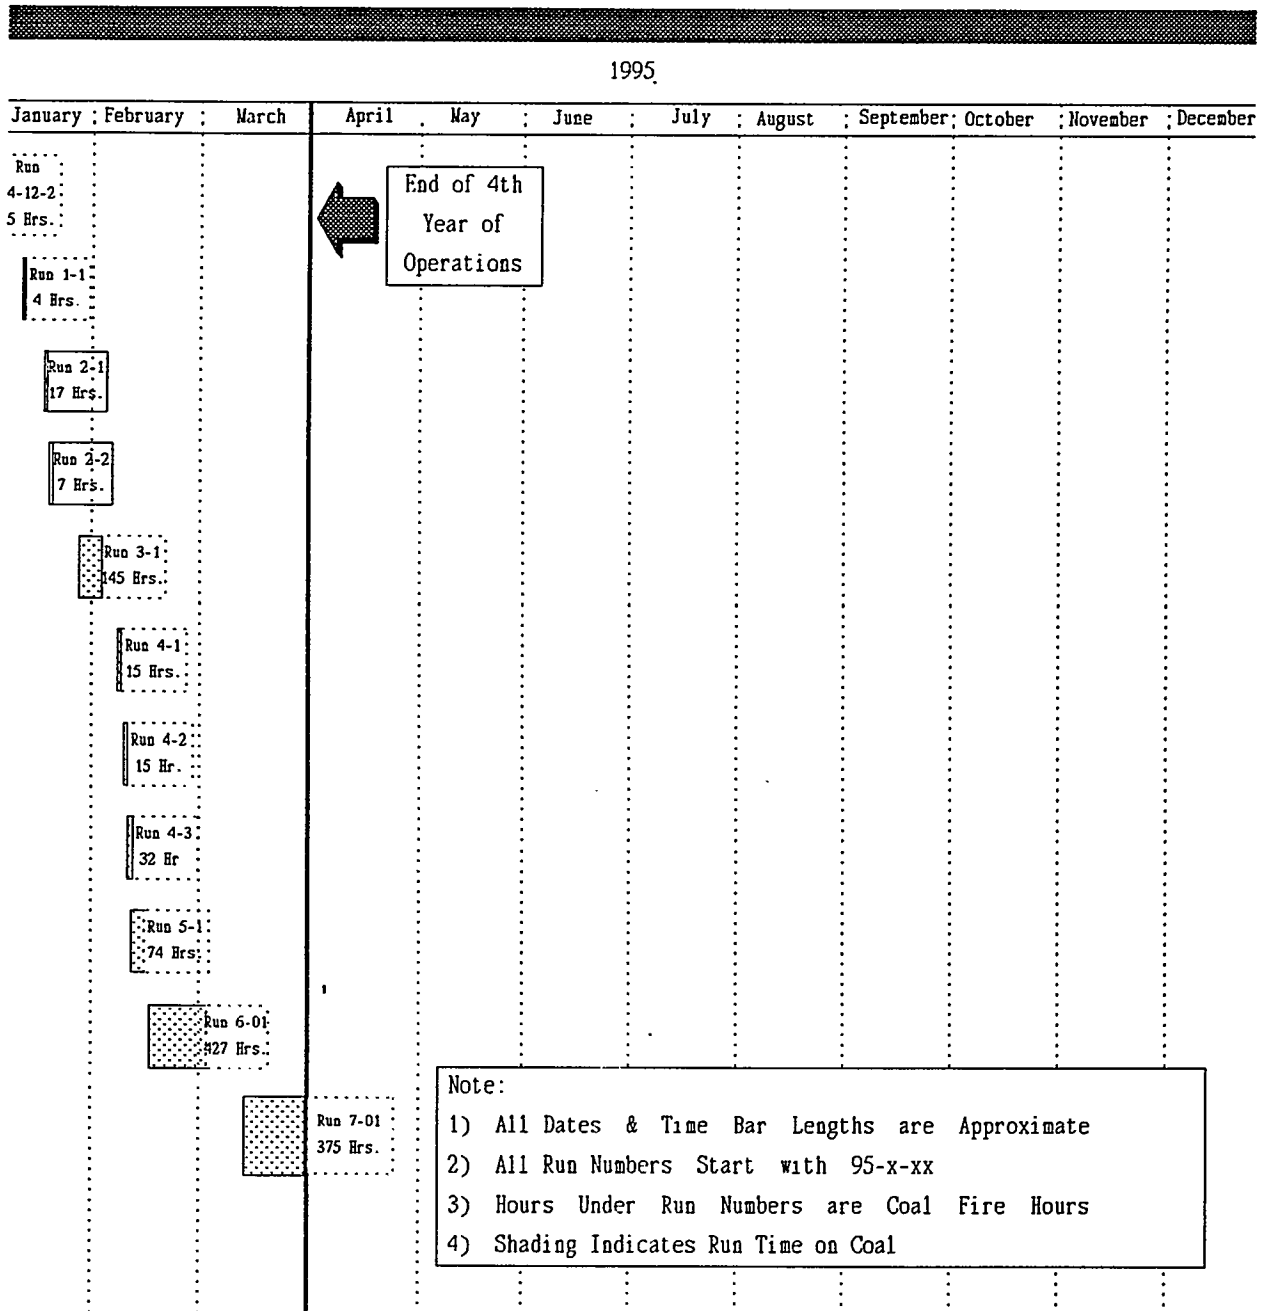 1995
January February March April May June July August September October November December
Run
4-12-2
5 Hrs.
End of 4th
Year of
Operations
Run 1-1
4 Hrs.
Run 2-1
17 Hrs.
Run 2-2
7 Hrs.
Run 3-1
145 Hrs.
Run 4-1
15 Hrs.
Run 4-2
15 Hr.
Run 4-3
32 Hr
Run 5-1
74 Hrs
Run 6-01
427 Hrs.
Run 7-01
375 Hrs.
Note:
1) All Dates & Time Bar Lengths are Approximate
2) All Run Numbers Start with 95-x-xx
3) Hours Under Run Numbers are Coal Fire Hours
4) Shading Indicates Run Time on Coal